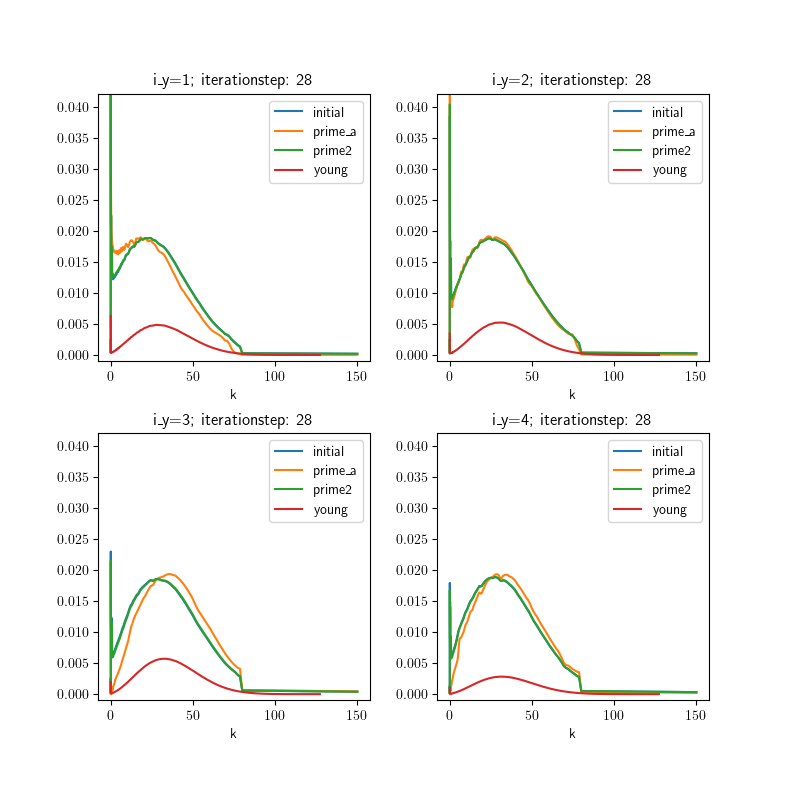 i_y=1; iterationstep: 28
0.040
0.035
0.030
0.025
0.020
0.015
0.010
0.005
0.000
initial
prime_a
prime2
young
0
50
100
150
k
i_y=2; iterationstep: 28
0.040
0.035
0.030
0.025
0.020
0.015
0.010
0.005
0.000
initial
prime_a
prime2
young
0
50
100
150
k
i_y=3; iterationstep: 28
0.040
0.035
0.030
0.025
0.020
0.015
0.010
0.005
0.000
initial
prime_a
prime2
young
0
50
100
150
k
i_y=4; iterationstep: 28
0.040
0.035
0.030
0.025
0.020
0.015
0.010
0.005
0.000
initial
prime_a
prime2
young
0
50
100
150
k